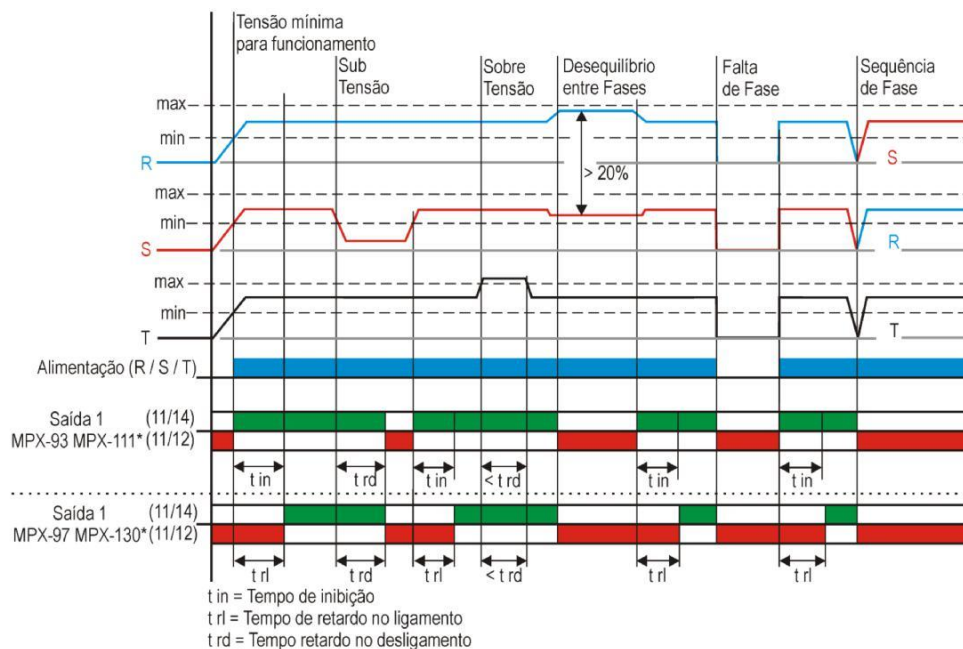 Tensão mínima
para funcionamento
Sub
Tensão
Sobre
Tensão
Desequilíbrio
entre Fases
Falta
de Fase
Sequência
de Fase
max
min
R
S
> 20%
max
min
S
R
max
min
T
T
Alimentação (R / S / T)
Saída 1 (11/14)
MPX-93 MPX-111* (11/12)
t in
t rd
t in
< t rd
t in
t in
Saída 1 (11/14)
MPX-97 MPX-130* (11/12)
t rl
t rd
t rl
< t rd
t rl
t rl
t in = Tempo de inibição
t rl = Tempo de retardo no ligamento
t rd = Tempo retardo no desligamento